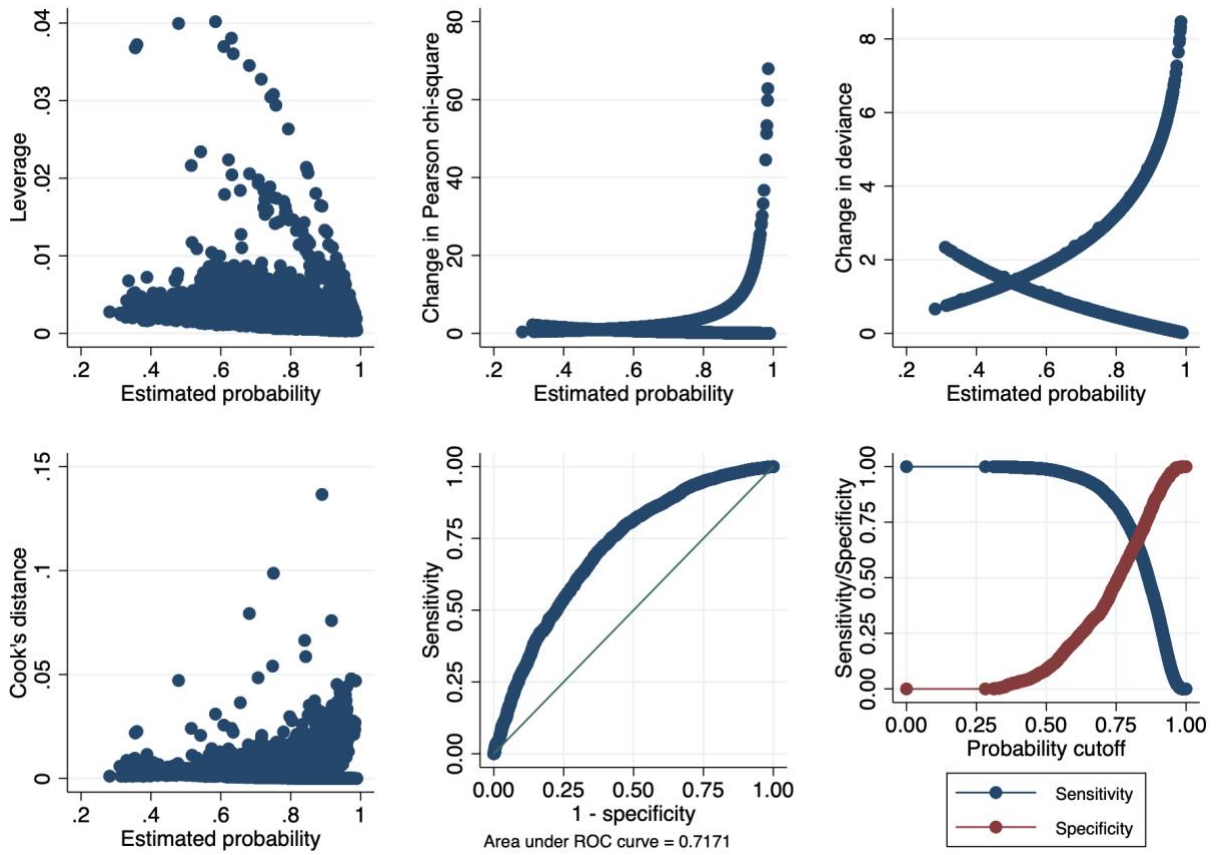 Leverage
.04
.03
.02
.01
0
.2 .4 .6 .8 1
Estimated probability
Change in Pearson chi-square
80
60
40
20
0
.2 .4 .6 .8 1
Estimated probability
Change in deviance
8
6
4
2
0
.2 .4 .6 .8 1
Estimated probability
Cook's distance
.15
.1
.05
0
.2 .4 .6 .8 1
Estimated probability
Sensitivity
1.00
0.75
0.50
0.25
0.00
0.00 0.25 0.50 0.75 1.00
1 - specificity
Area under ROC curve = 0.7171
Sensitivity/Specificity
1.00
0.75
0.50
0.25
0.00
0.00 0.25 0.50 0.75 1.00
Probability cutoff
Sensitivity
Specificity